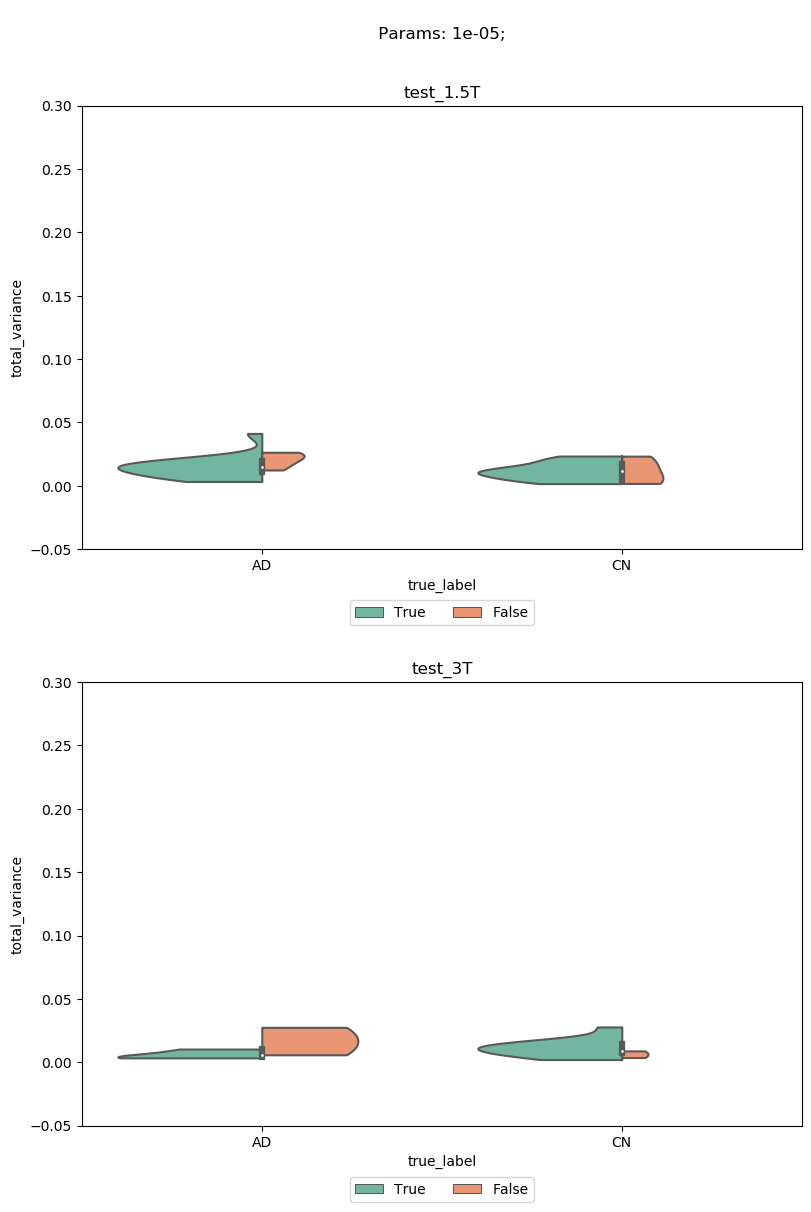 Params: 1e-05;
test_1.5T
0.30
0.25
0.20
0.15
0.10
0.05
0.00
−0.05
total_variance
AD CN
true_label
True False
test_3T
0.30
0.25
0.20
0.15
0.10
0.05
0.00
−0.05
total_variance
AD CN
true_label
True False